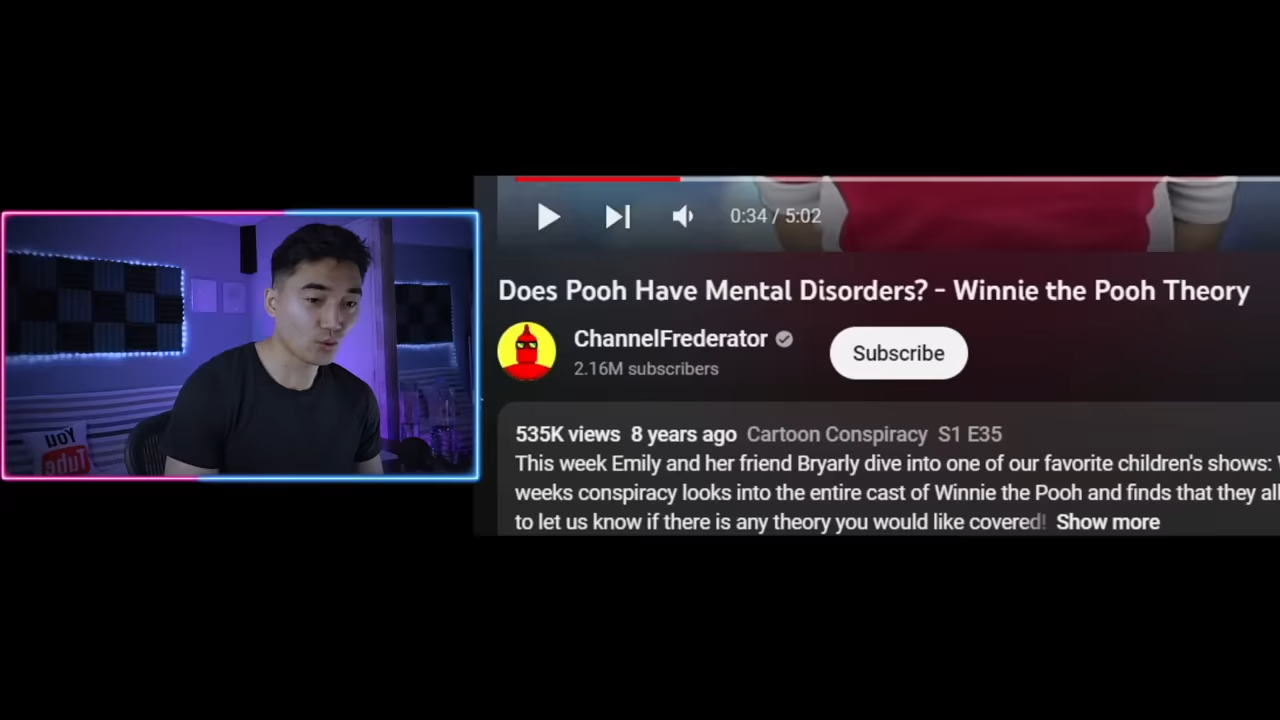 You
Tube
0:34 / 5:02
Does Pooh Have Mental Disorders? - Winnie the Pooh Theory
ChannelFrederator
2.16M subscribers
Subscribe
535K views 8 years ago Cartoon Conspiracy S1 E35
This week Emily and her friend Bryarly dive into one of our favorite children's shows:
weeks conspiracy looks into the entire cast of Winnie the Pooh and finds that they all
to let us know if there is any theory you would like covered! Show more